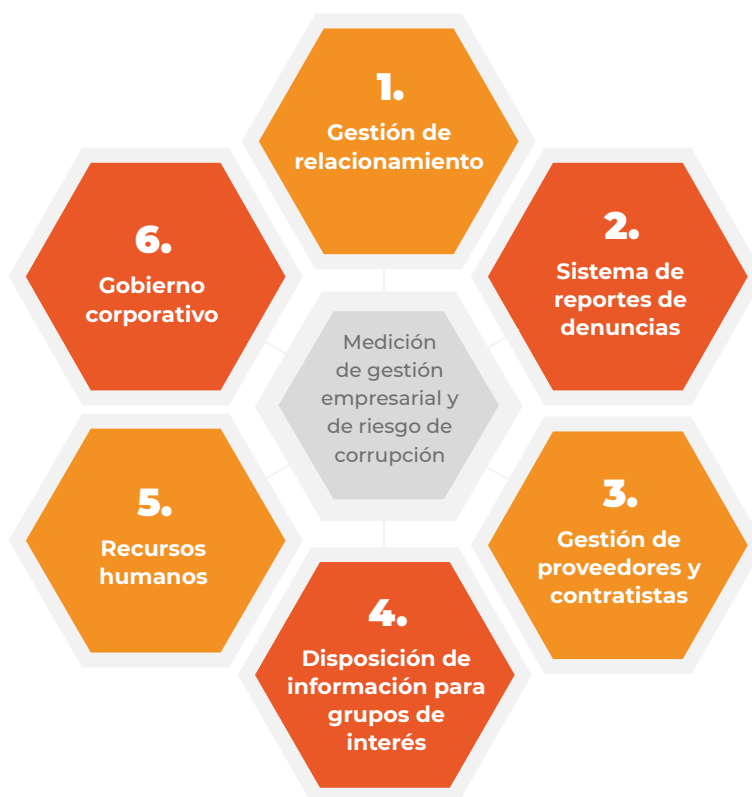 1.
Gestión de
relacionamiento
2.
Sistema de
reportes de
denuncias
3.
Gestión de
proveedores y
contratistas
4.
Disposición de
información para
grupos de
interés
5.
Recursos
humanos
6.
Gobierno
corporativo
Medición
de gestión
empresarial y
de riesgo de
corrupción